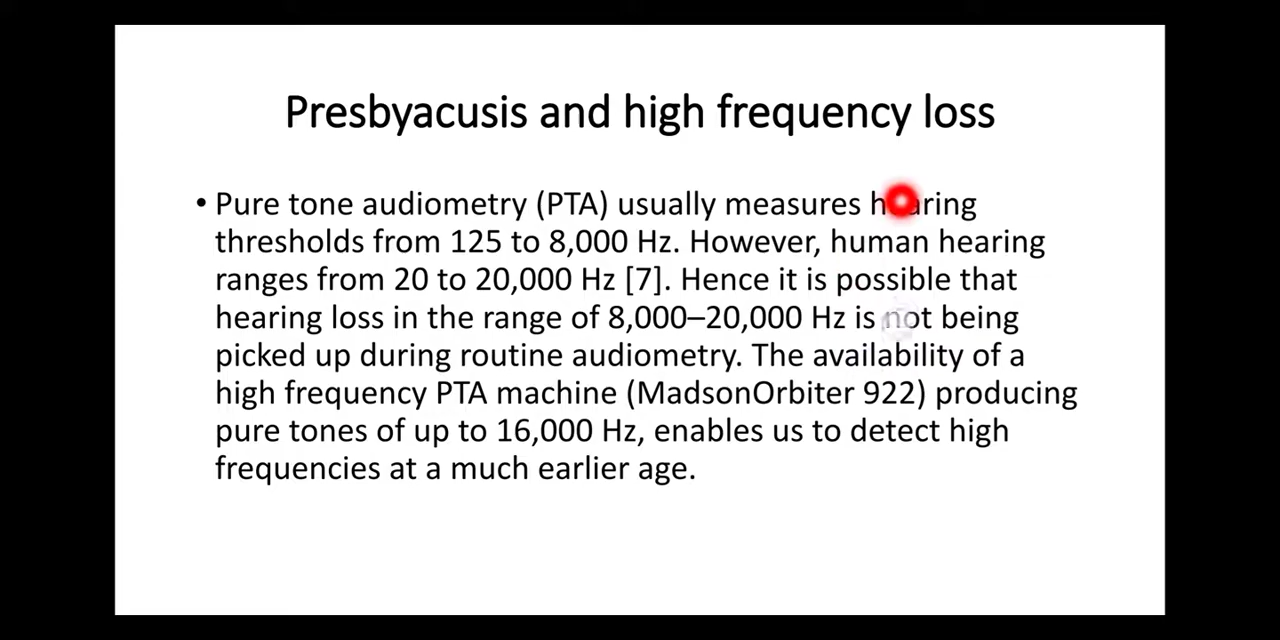 Presbyacusis and high frequency loss
• Pure tone audiometry (PTA) usually measures hearing
thresholds from 125 to 8,000 Hz. However, human hearing
ranges from 20 to 20,000 Hz [7]. Hence it is possible that
hearing loss in the range of 8,000–20,000 Hz is not being
picked up during routine audiometry. The availability of a
high frequency PTA machine (MadsonOrbiter 922) producing
pure tones of up to 16,000 Hz, enables us to detect high
frequencies at a much earlier age.